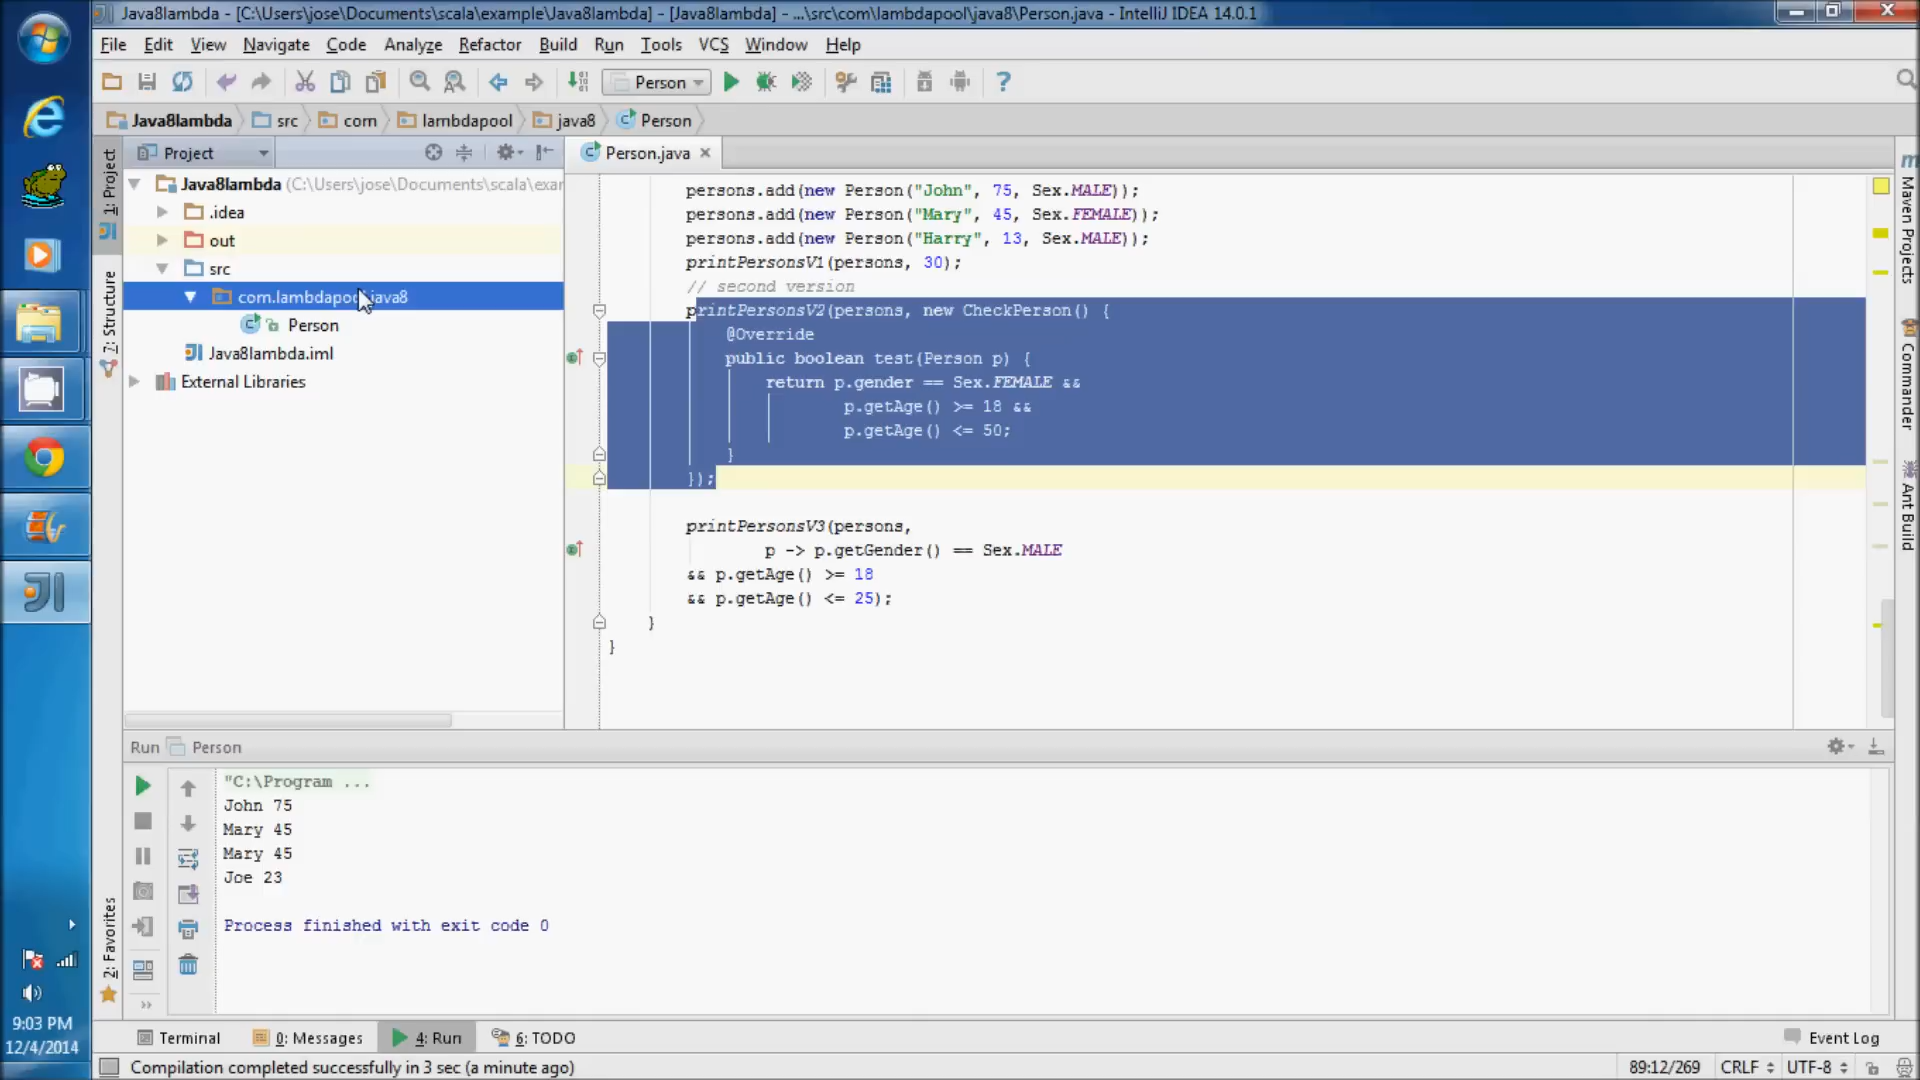 Java8lambda - [C:\Users\jose\Documents\scala\example\Java8lambda] - [Java8lambda] - ...\src\com\lambdapool\java8\Person.java - IntelliJ IDEA 14.0.1
File Edit View Navigate Code Analyze Refactor Build Run Tools VCS Window Help
Person
Java8lambda src com lambdapool java8 Person
1: Project
7: Structure
2: Favorites
Project
Java8lambda (C:\Users\jose\Documents\scala\exar
.idea
out
src
com.lambdapool.java8
Person
Java8lambda.iml
External Libraries
Person.java
persons.add(new Person("John", 75, Sex.MALE));
persons.add(new Person("Mary", 45, Sex.FEMALE));
persons.add(new Person("Harry", 13, Sex.MALE));
printPersonsV1(persons, 30);
// second version
printPersonsV2(persons, new CheckPerson() {
@Override
public boolean test(Person p) {
return p.gender == Sex.FEMALE &&
p.getAge() >= 18 &&
p.getAge() <= 50;
}
});
printPersonsV3(persons,
p -> p.getGender() == Sex.MALE
&& p.getAge() >= 18
&& p.getAge() <= 25);
}
}
m
Maven Projects
Commander
Ant Build
Run Person
"C:\Program ...
John 75
Mary 45
Mary 45
Joe 23
Process finished with exit code 0
Terminal 0: Messages 4: Run 6: TODO Event Log
Compilation completed successfully in 3 sec (a minute ago) 89:12/269 CRLF UTF-8
9:03 PM
12/4/2014